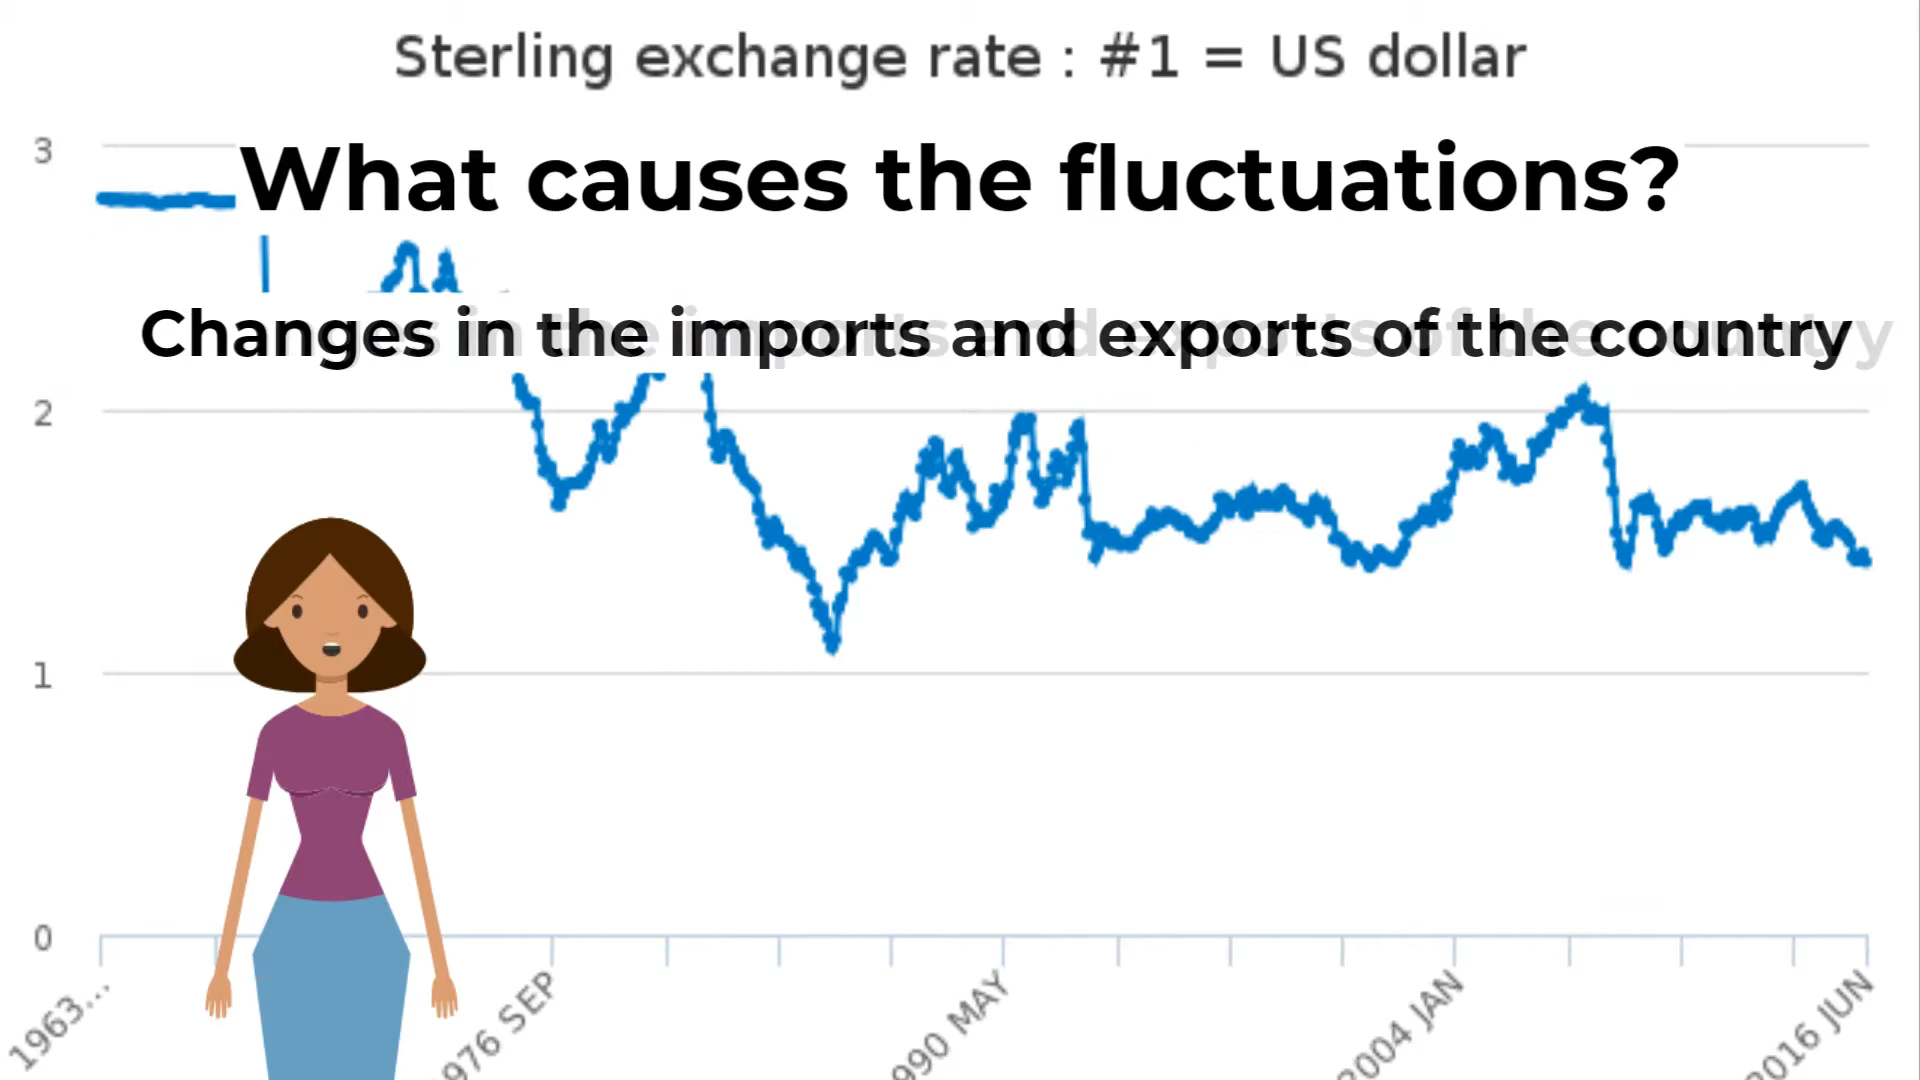 Sterling exchange rate : #1 = US dollar
3
What causes the fluctuations?
Changes in the imports and exports of the country
2
1
0
1963...
976 SEP
990 MAY
2004 JAN
2016 JUN